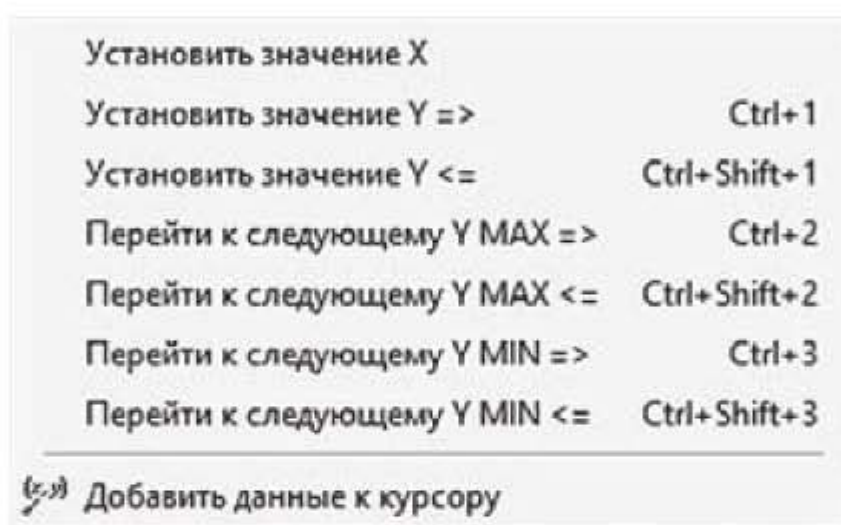 Установить значение X
Установить значение Y => Ctrl+1
Установить значение Y <= Ctrl+Shift+1
Перейти к следующему Y MAX => Ctrl+2
Перейти к следующему Y MAX <= Ctrl+Shift+2
Перейти к следующему Y MIN => Ctrl+3
Перейти к следующему Y MIN <= Ctrl+Shift+3
(x,y) Добавить данные к курсору